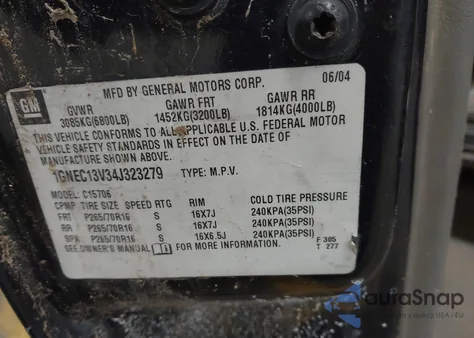 MFD BY GENERAL MOTORS CORP. 06/04
GM
GVWR GAWR FRT GAWR RR
3085KG(6800LB) 1452KG(3200LB) 1814KG(4000LB)
THIS VEHICLE CONFORMS TO ALL APPLICABLE U.S. FEDERAL MOTOR
VEHICLE SAFETY STANDARDS IN EFFECT ON THE DATE OF
MANUFACTURE SHOWN ABOVE.
1GNEC13V34J323279 TYPE: M.P.V.
MODEL: C15706
CPMP TIRE SIZE SPEED RTG RIM COLD TIRE PRESSURE
FRT P265/70R16 S 16X7J 240KPA(35PSI)
RR P265/70R16 S 16X7J 240KPA(35PSI)
SPA P265/70R16 S 16X6.5J 240KPA(35PSI)
SEE OWNER'S MANUAL FOR MORE INFORMATION.
F 305
T 277
auraSnap